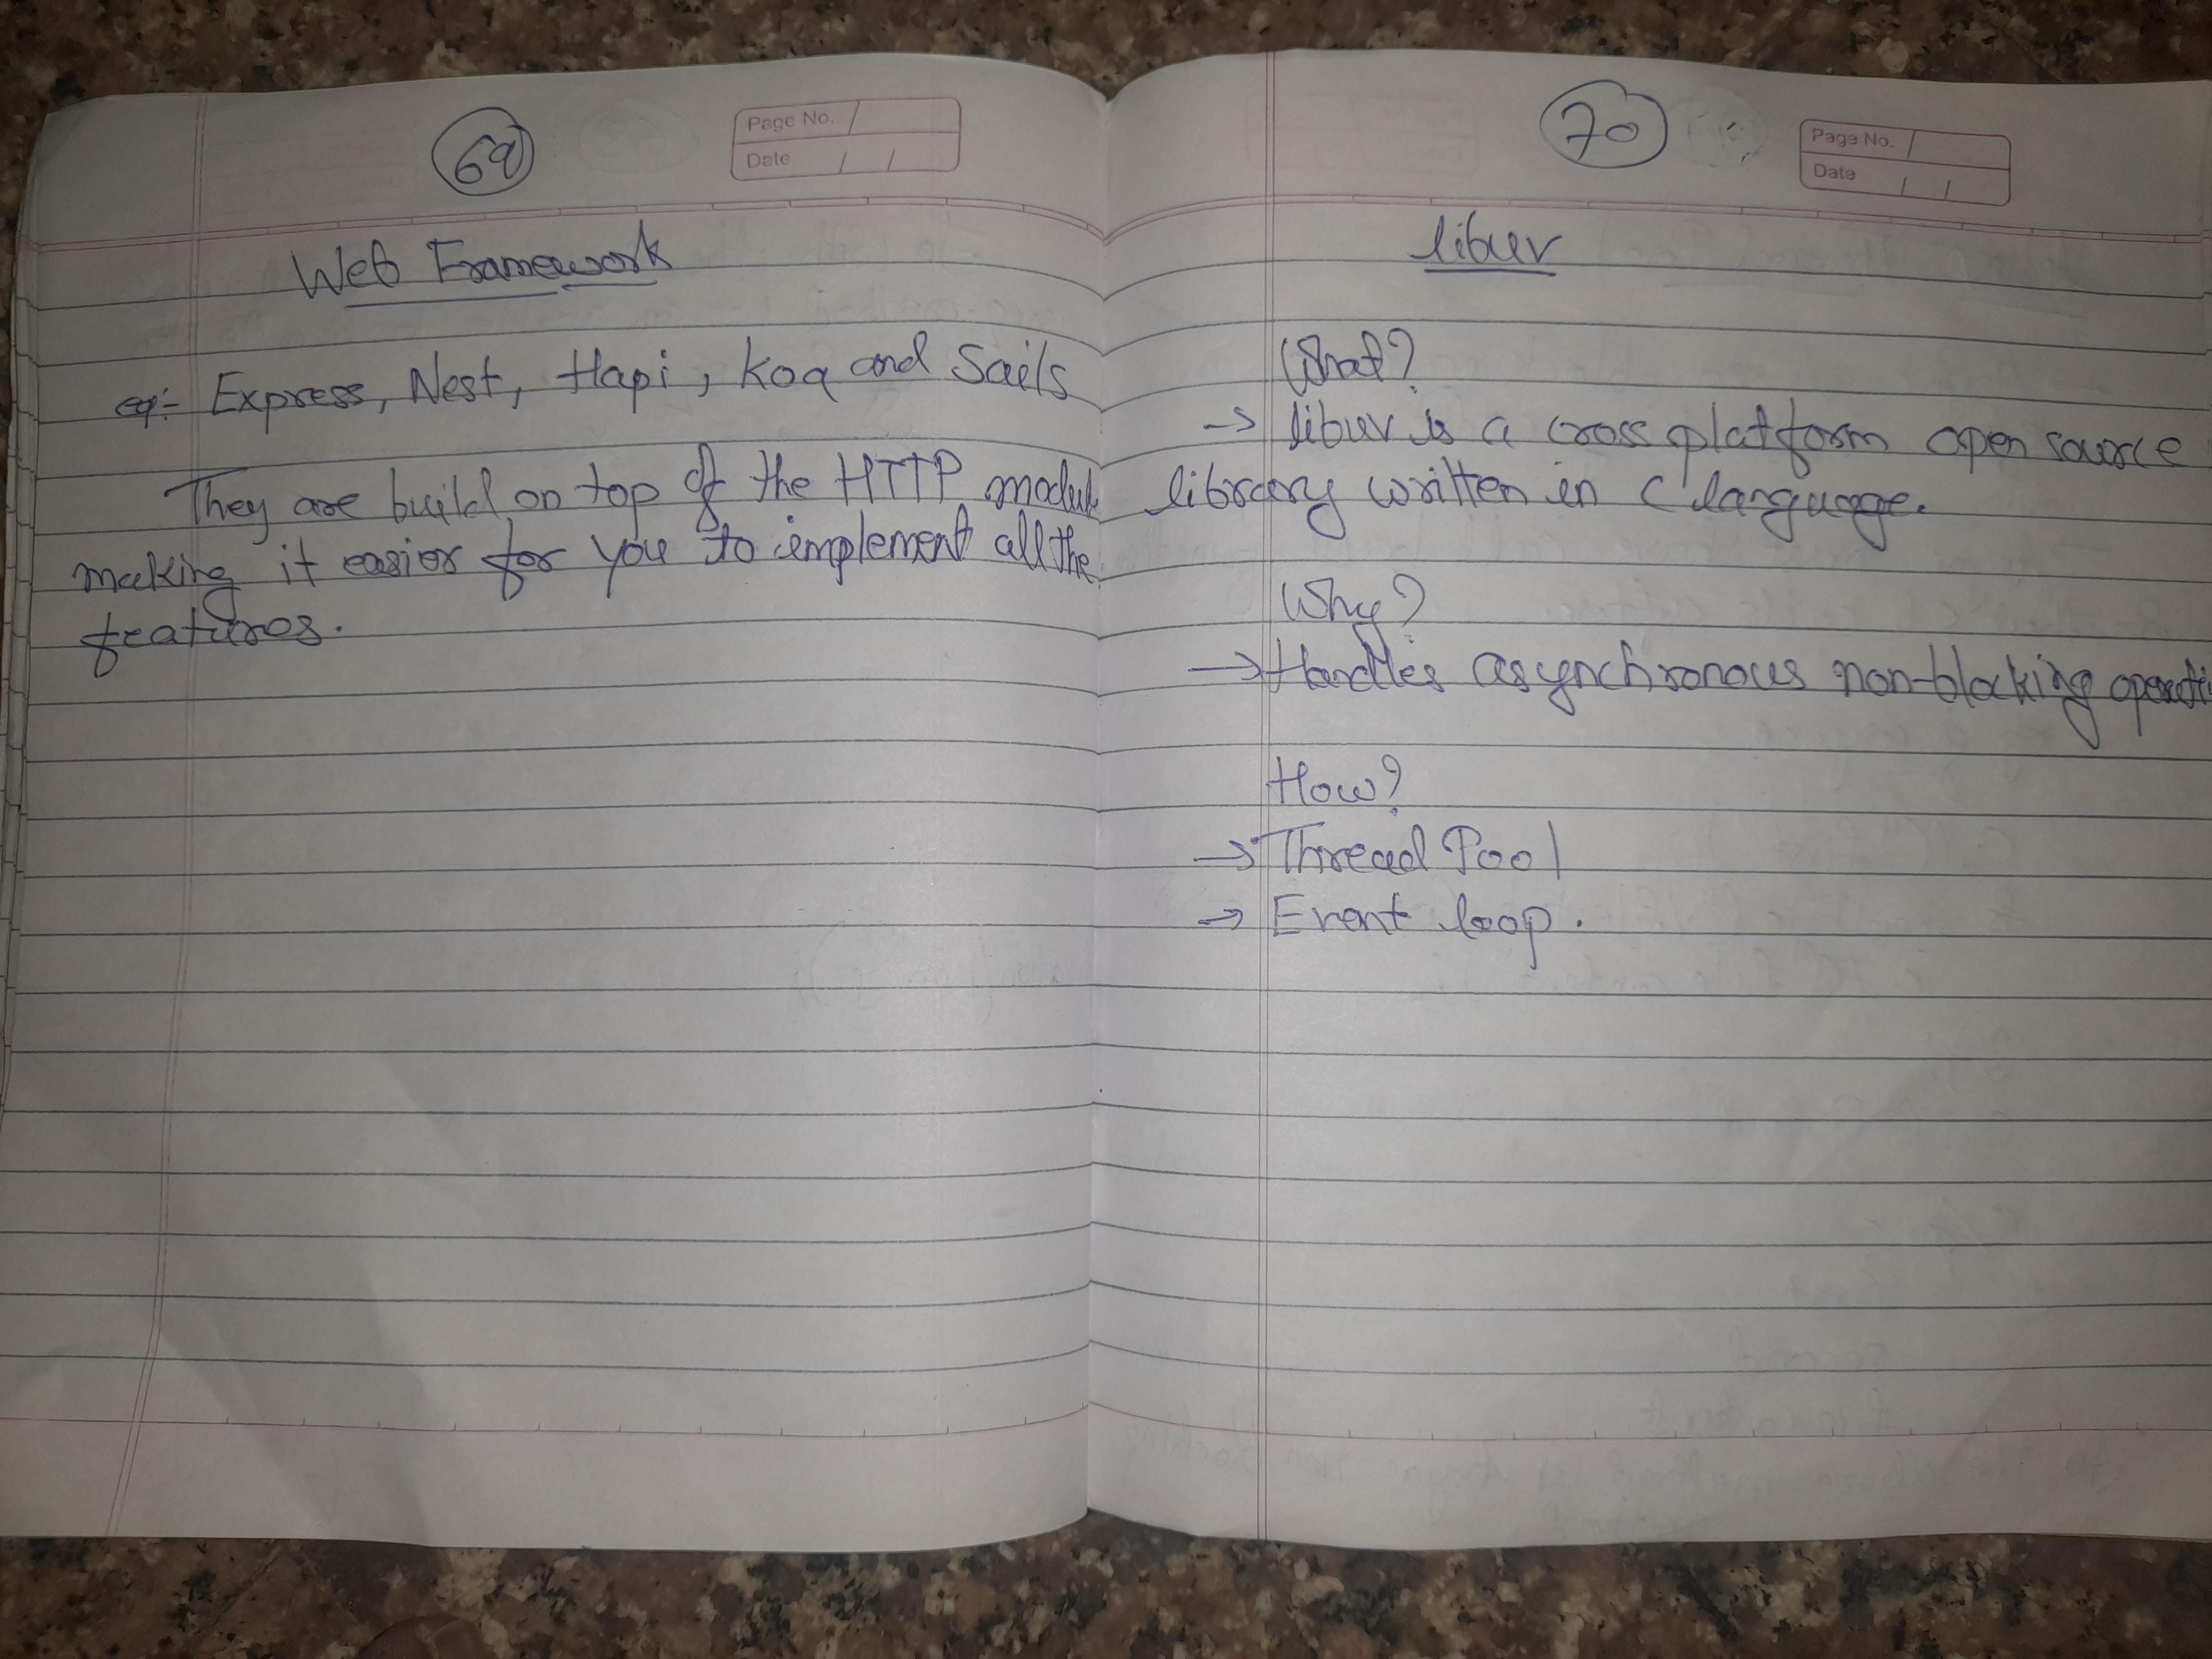 69
Page No.
Date / /
Web Framework
eg:- Express, Nest, Hapi, Koa and Sails
They are build on top of the HTTP module
making it easier for you to implement all the
features.
70
Page No.
Date / /
libuv
What?
→ libuv is a cross platform open source
library written in C language.
Why?
→ Handles asynchronous non-blocking operati
How?
→ Thread Pool
→ Event loop.